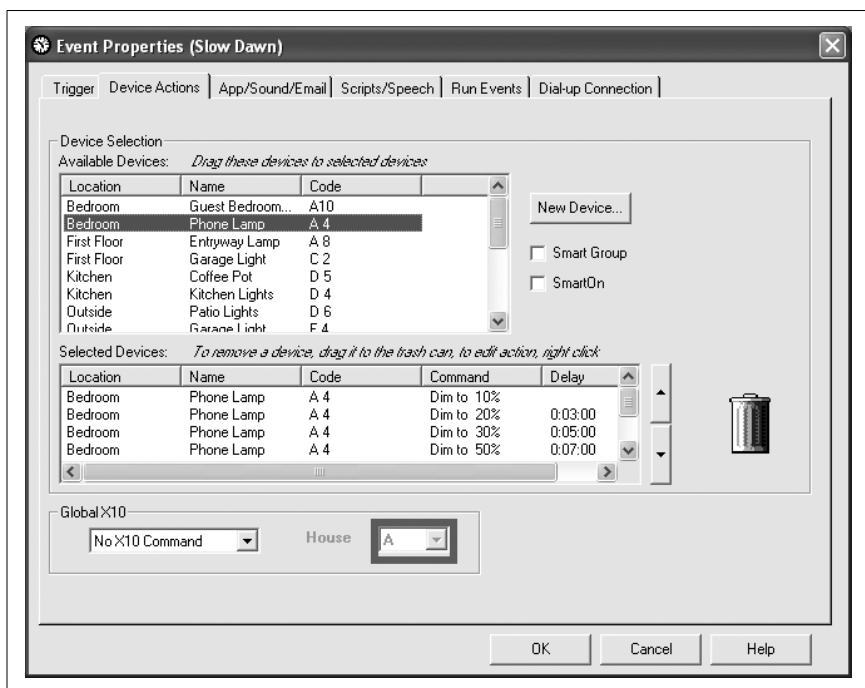 Event Properties (Slow Dawn)
Trigger Device Actions App/Sound/Email Scripts/Speech Run Events Dial-up Connection
Device Selection
Available Devices: Drag these devices to selected devices
Location Name Code
Bedroom Guest Bedroom... A10
Bedroom Phone Lamp A 4
First Floor Entryway Lamp A 8
First Floor Garage Light C 2
Kitchen Coffee Pot D 5
Kitchen Kitchen Lights D 4
Outside Patio Lights D 6
Outside Garage Light F 4
New Device...
Smart Group
SmartOn
Selected Devices: To remove a device, drag it to the trash can, to edit action, right click
Location Name Code Command Delay
Bedroom Phone Lamp A 4 Dim to 10%
Bedroom Phone Lamp A 4 Dim to 20% 0:03:00
Bedroom Phone Lamp A 4 Dim to 30% 0:05:00
Bedroom Phone Lamp A 4 Dim to 50% 0:07:00
Global X10
No X10 Command House A
OK Cancel Help